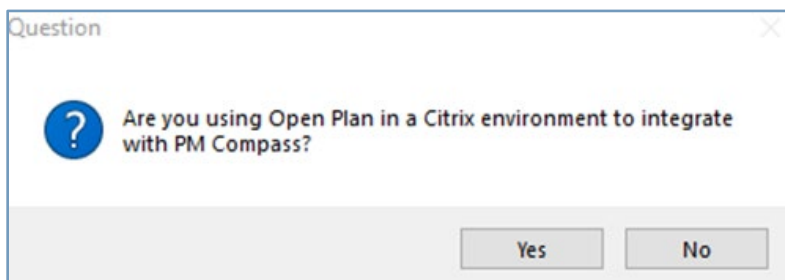 Question
Are you using Open Plan in a Citrix environment to integrate
with PM Compass?
Yes No